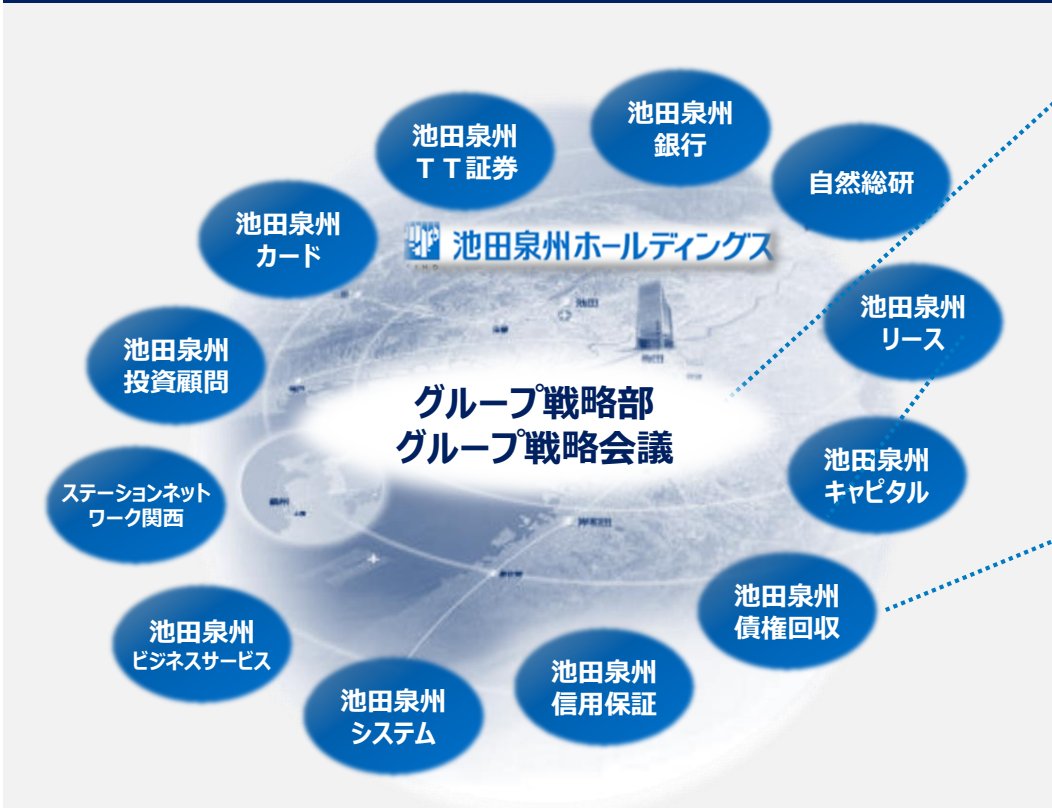 池田泉州
銀行
池田泉州
ＴＴ証券
自然総研
池田泉州
カード
池田泉州ホールディングス
池田
池田泉州
リース
池田泉州
投資顧問
グループ戦略部
グループ戦略会議
池田泉州
キャピタル
ステーションネット
ワーク関西
岸和田
池田泉州
債権回収
池田泉州
ビジネスサービス
池田泉州
信用保証
池田泉州
システム